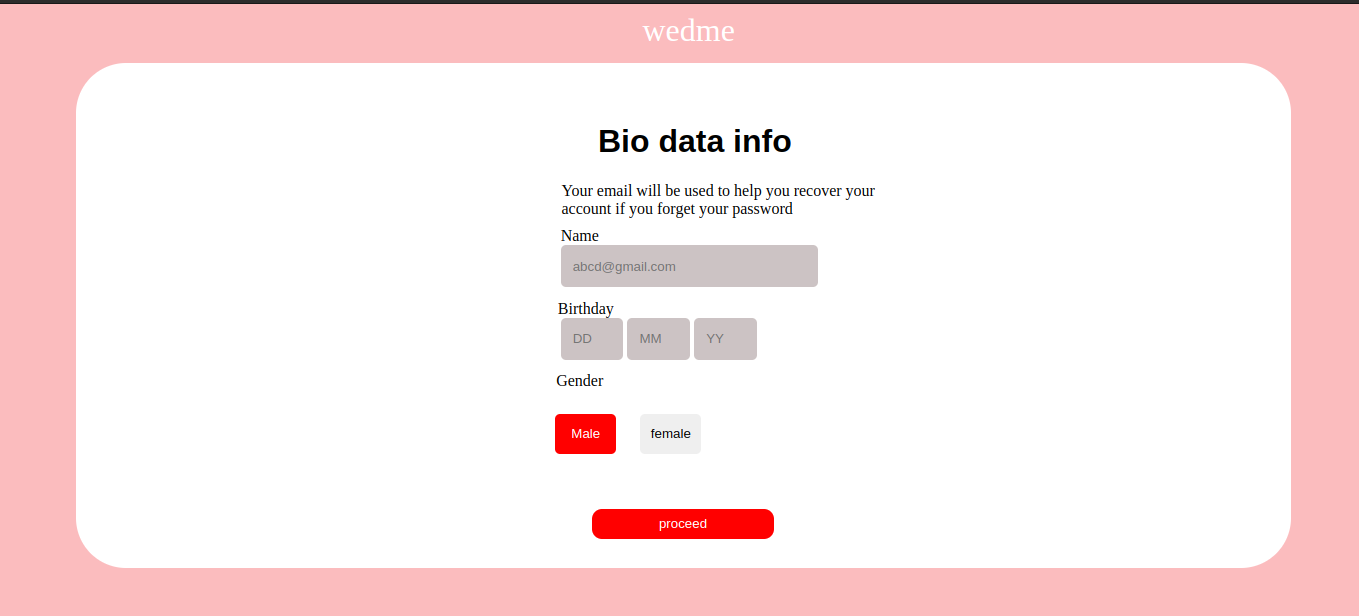 wedme
Bio data info
Your email will be used to help you recover your
account if you forget your password
Name
abcd@gmail.com
Birthday
DD MM YY
Gender
Male female
proceed